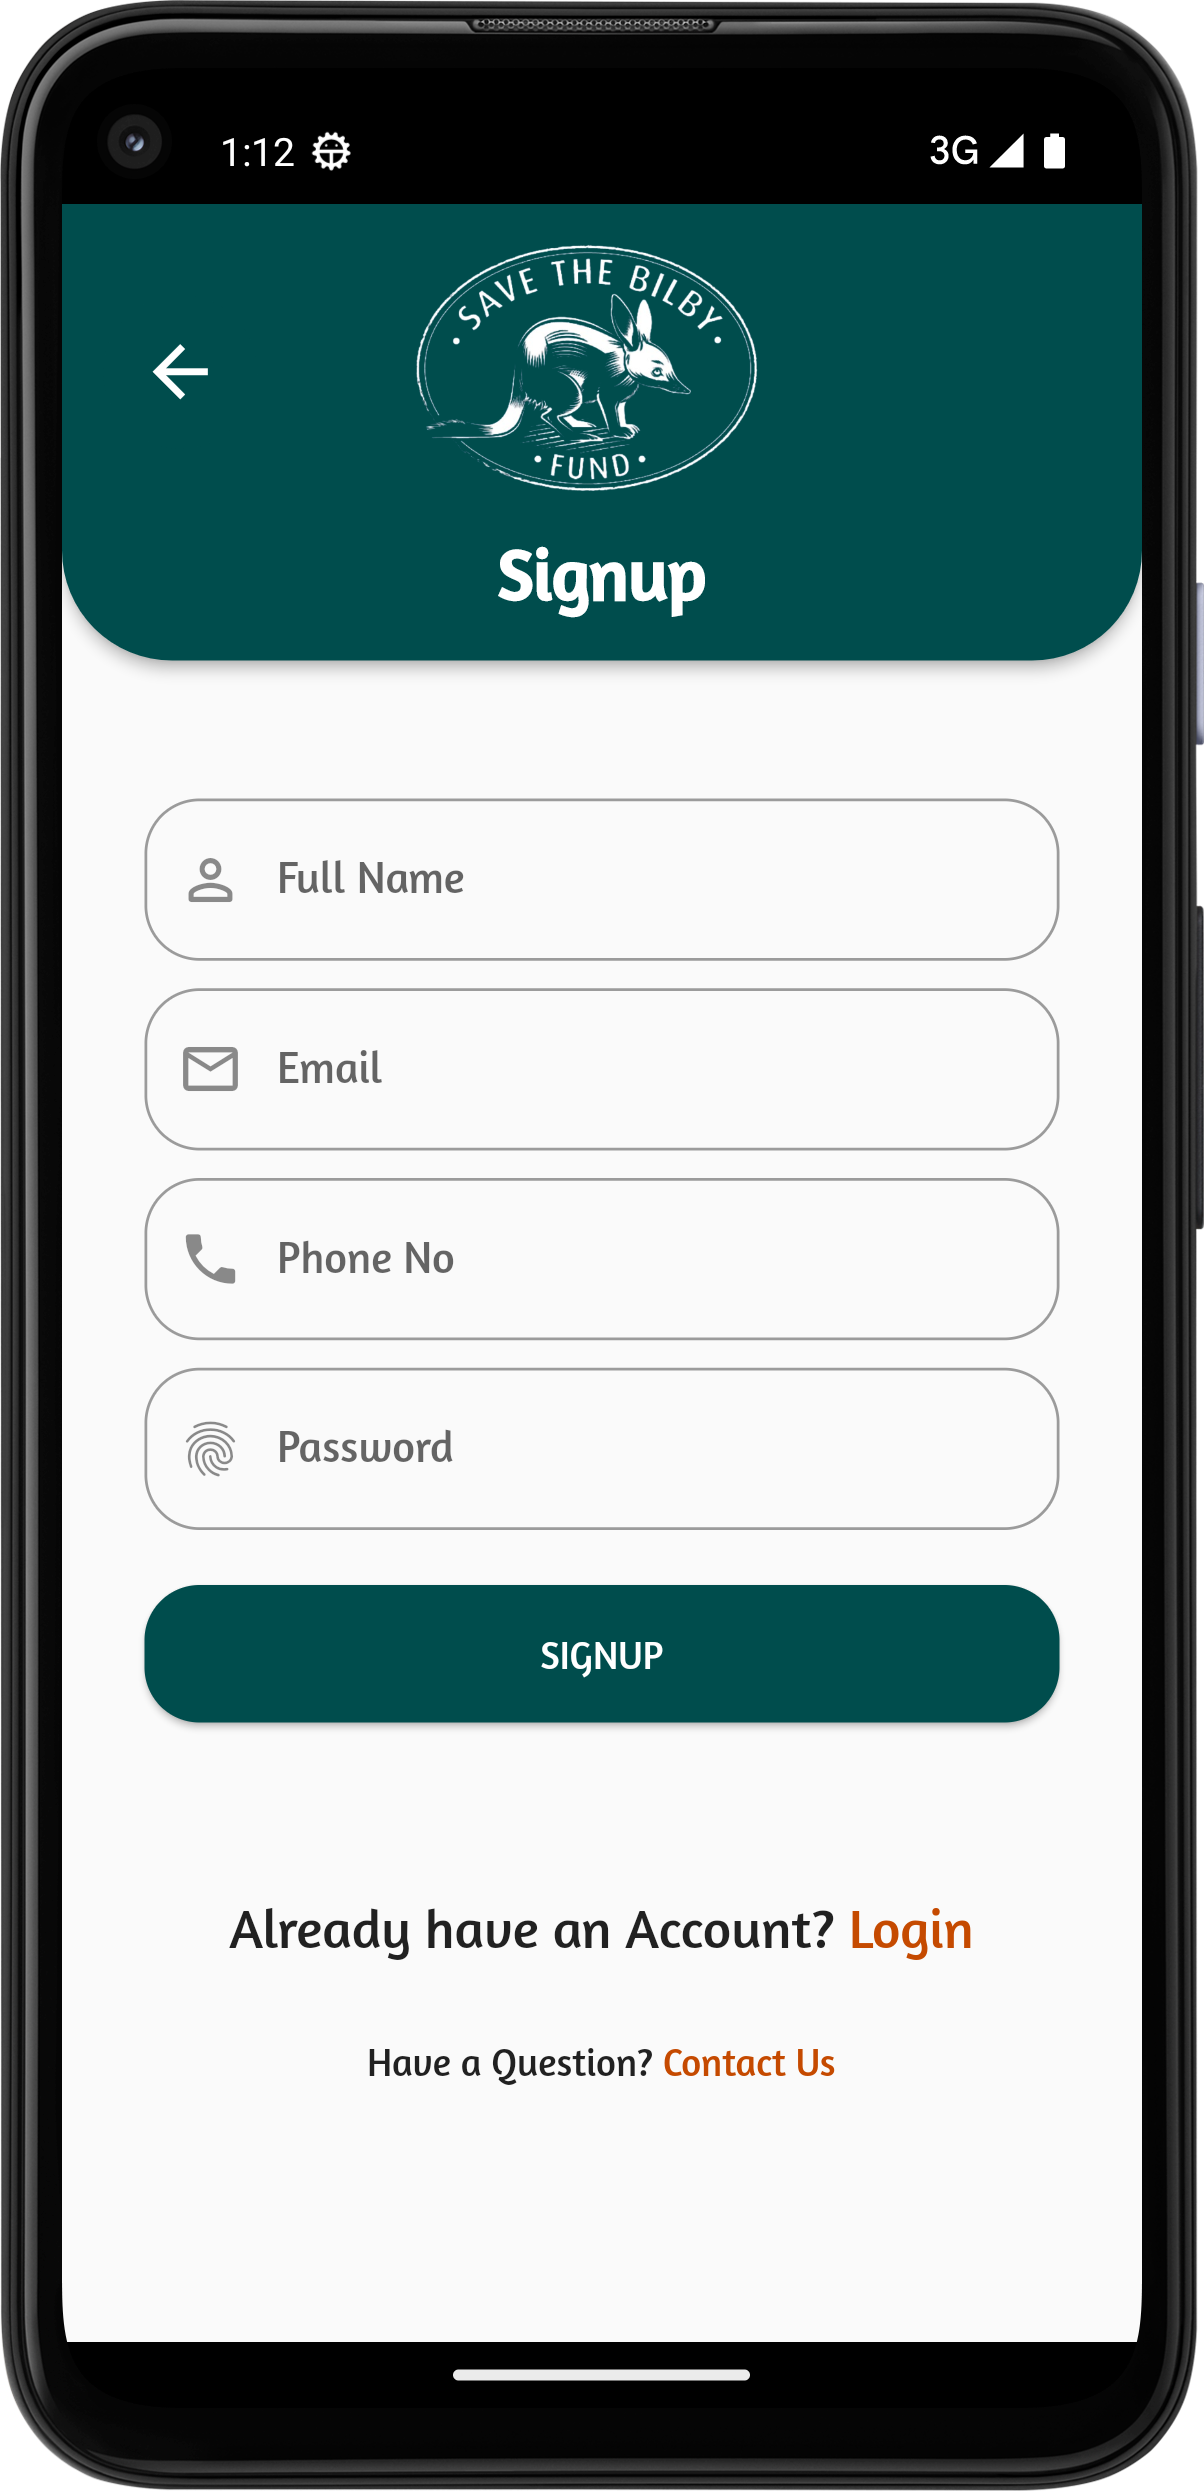 1:12 3G
SAVE THE BILBY
FUND
Signup
Full Name
Email
Phone No
Password
SIGNUP
Already have an Account? Login
Have a Question? Contact Us